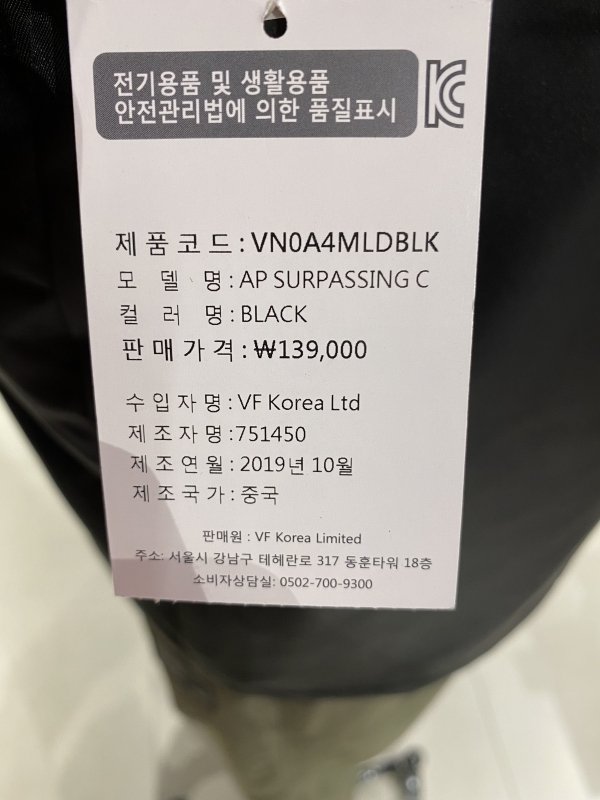 전기용품 및 생활용품
안전관리법에 의한 품질표시
KC
제품코드:VN0A4MLDBLK
모델명:AP SURPASSING C
컬러명:BLACK
판매가격:₩139,000
수입자명:VF Korea Ltd
제조자명:751450
제조연월:2019년 10월
제조국가:중국
판매원 : VF Korea Limited
주소: 서울시 강남구 테헤란로 317 동훈타워 18층
소비자상담실: 0502-700-9300